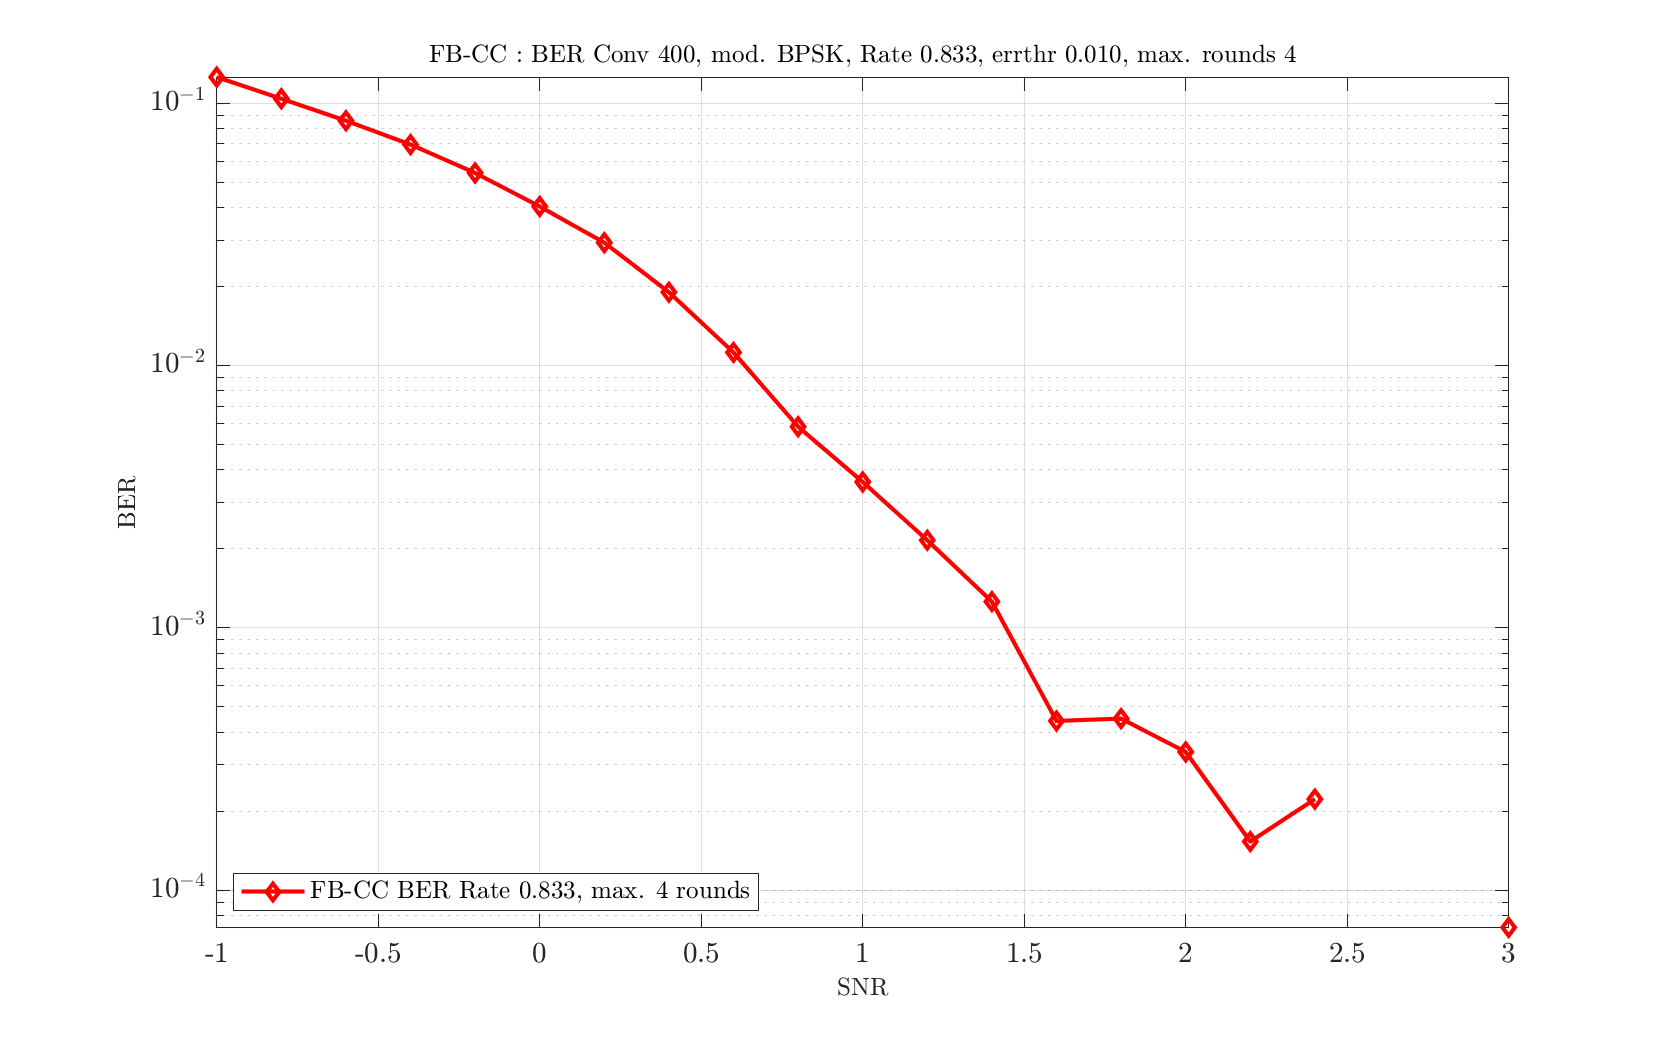 FB-CC : BER Conv 400, mod. BPSK, Rate 0.833, errthr 0.010, max. rounds 4
10^{-1}
10^{-2}
10^{-3}
10^{-4}
BER
FB-CC BER Rate 0.833, max. 4 rounds
-1 -0.5 0 0.5 1 1.5 2 2.5 3
SNR